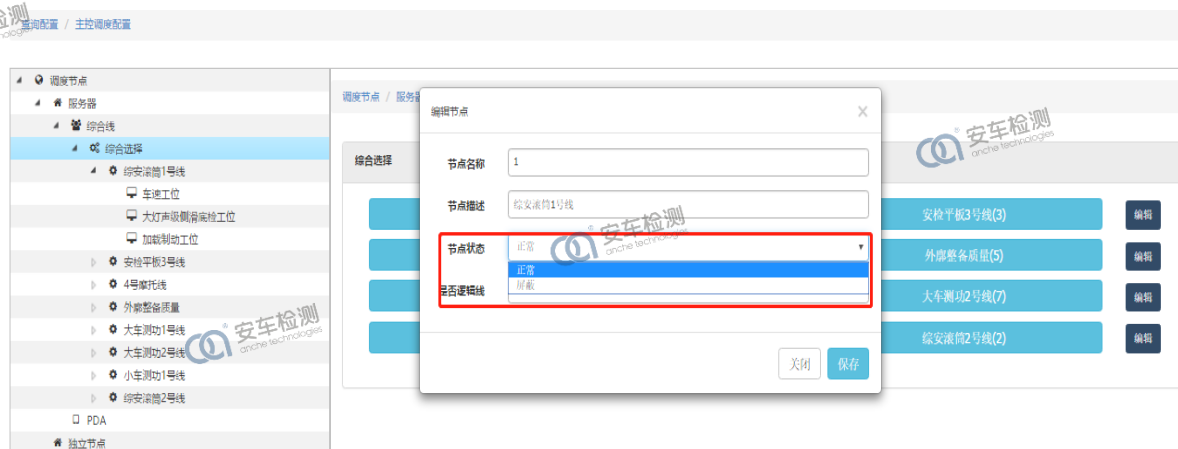 查询配置 / 主控调度配置
调度节点
服务器
综合线
综合选择
综安滚筒1号线
车速工位
大灯声级侧滑底检工位
加载制动工位
安检平板3号线
4号摩托线
外廓整备质量
大车测功1号线
大车测功2号线
小车测功1号线
综安滚筒2号线
PDA
独立节点
调度节点 / 服务器
综合选择
安检平板3号线(3) 编辑
外廓整备质量(5) 编辑
大车测功2号线(7) 编辑
综安滚筒2号线(2) 编辑
编辑节点 ×
节点名称 1
节点描述 综安滚筒1号线
节点状态 正常
正常
屏蔽
是否逻辑线
关闭 保存
安车检测
anche technologies
安车检测
anche technologies
安车检测
anche technologies